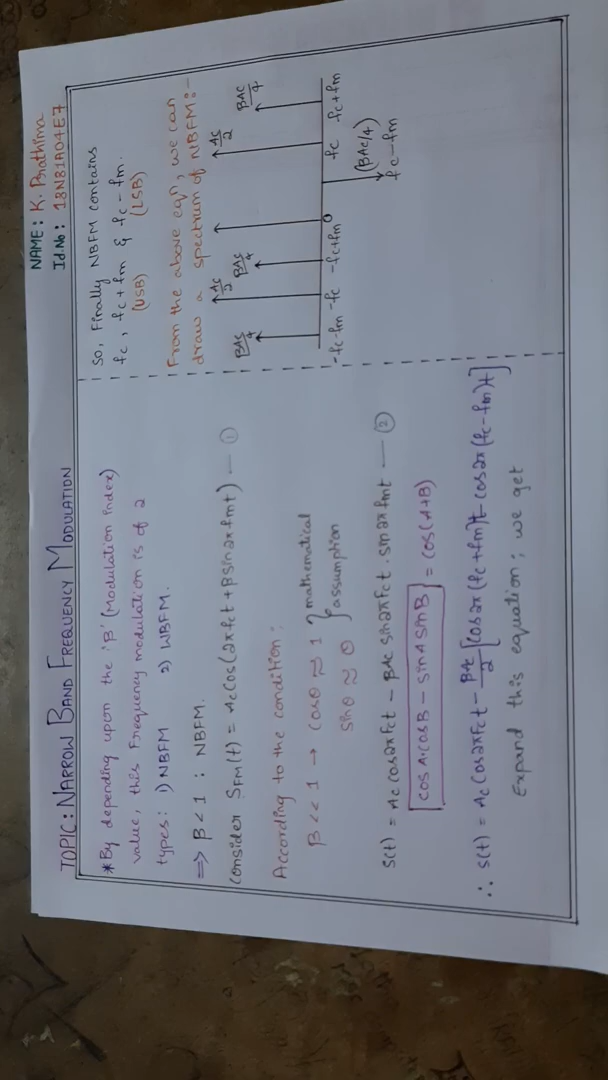 NAME: K. Prathima
Id.No: 18N81A04E7
TOPIC: NARROW BAND FREQUENCY MODULATION
*By depending upon the 'β' (Modulation index)
value, this Frequency modulation is of 2
types: 1) NBFM 2) WBFM.
⇒ β < 1 : NBFM.
consider SFM(t) = Ac cos(2πfct + βsin2πfmt) — ①
According to the condition:
β << 1 → cosθ ≈ 1 } mathematical
sinθ ≈ θ } assumption
s(t) = Ac cos2πfct − βAc sin2πfct . sin2πfmt — ②
[cosA.cosB − sinA sinB] = cos(A+B)
∴ s(t) = Ac cos2πfct − βAc/2 [cos2π(fc+fm)t − cos2π(fc−fm)t]
Expand this equation; we get
So, Finally NBFM contains
fc, fc+fm & fc−fm.
(USB) (LSB)
From the above eqn, we can
draw a spectrum of NBFM:-
βAc/4 Ac/2 βAc/4 Ac/2 βAc/4
-fc-fm -fc -fc+fm 0 fc fc+fm
(βAc/4)
fc-fm